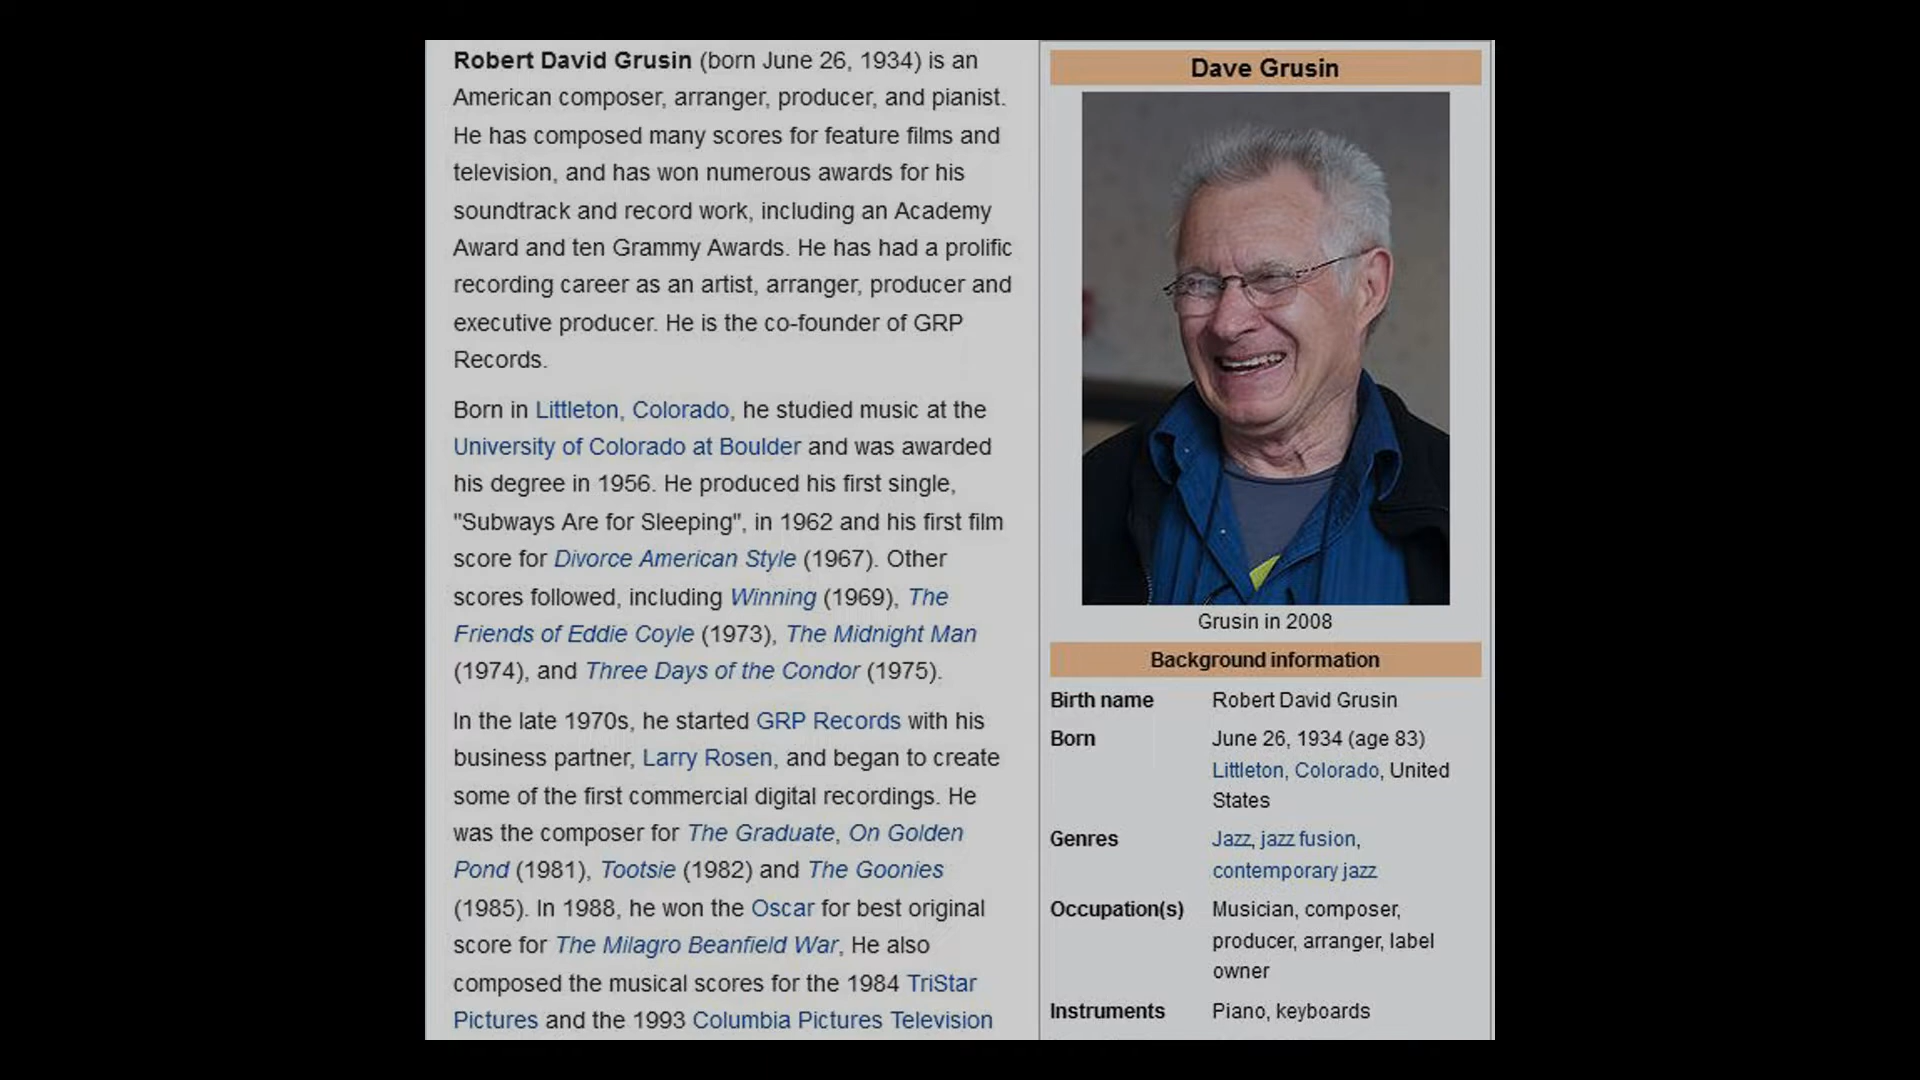 Robert David Grusin (born June 26, 1934) is an
American composer, arranger, producer, and pianist.
He has composed many scores for feature films and
television, and has won numerous awards for his
soundtrack and record work, including an Academy
Award and ten Grammy Awards. He has had a prolific
recording career as an artist, arranger, producer and
executive producer. He is the co-founder of GRP
Records.
Born in Littleton, Colorado, he studied music at the
University of Colorado at Boulder and was awarded
his degree in 1956. He produced his first single,
"Subways Are for Sleeping", in 1962 and his first film
score for Divorce American Style (1967). Other
scores followed, including Winning (1969), The
Friends of Eddie Coyle (1973), The Midnight Man
(1974), and Three Days of the Condor (1975).
In the late 1970s, he started GRP Records with his
business partner, Larry Rosen, and began to create
some of the first commercial digital recordings. He
was the composer for The Graduate, On Golden
Pond (1981), Tootsie (1982) and The Goonies
(1985). In 1988, he won the Oscar for best original
score for The Milagro Beanfield War, He also
composed the musical scores for the 1984 TriStar
Pictures and the 1993 Columbia Pictures Television
Dave Grusin
Grusin in 2008
Background information
Birth name Robert David Grusin
Born June 26, 1934 (age 83)
Littleton, Colorado, United
States
Genres Jazz, jazz fusion,
contemporary jazz
Occupation(s) Musician, composer,
producer, arranger, label
owner
Instruments Piano, keyboards